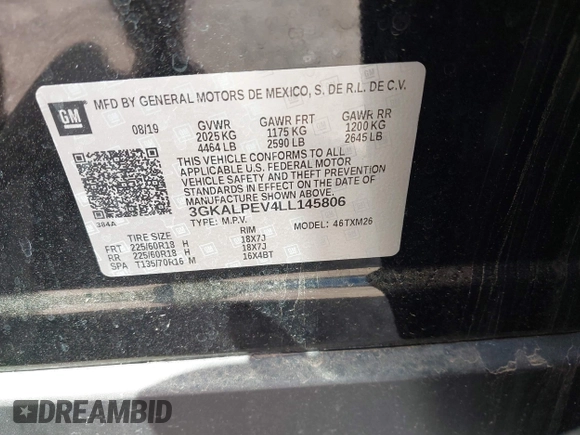 MFD BY GENERAL MOTORS DE MEXICO, S. DE R.L. DE C.V.
GM
08/19 GVWR GAWR FRT GAWR RR
2025 KG 1175 KG 1200 KG
4464 LB 2590 LB 2645 LB
THIS VEHICLE CONFORMS TO ALL
APPLICABLE U.S. FEDERAL MOTOR
VEHICLE SAFETY AND THEFT PREVENTION
STANDARDS IN EFFECT ON THE DATE OF
MANUFACTURE SHOWN ABOVE.
3GKALPEV4LL145806
384A
TYPE: M.P.V. MODEL: 46TXM26
TIRE SIZE RIM
FRT 225/60R18 H 18X7J
RR 225/60R18 H 18X7J
SPA T135/70R16 M 16X4BT
DREAMBID